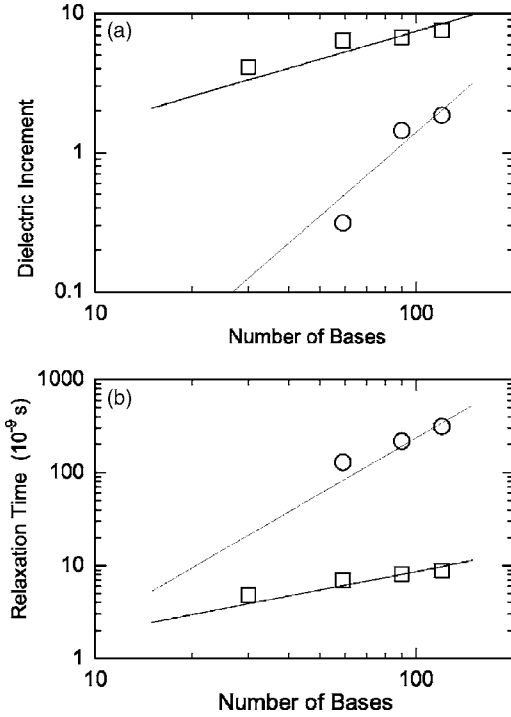 (a)
10
1
0.1
Dielectric Increment
10
100
Number of Bases
(b)
1000
100
10
1
Relaxation Time (10⁻⁹ s)
10
100
Number of Bases